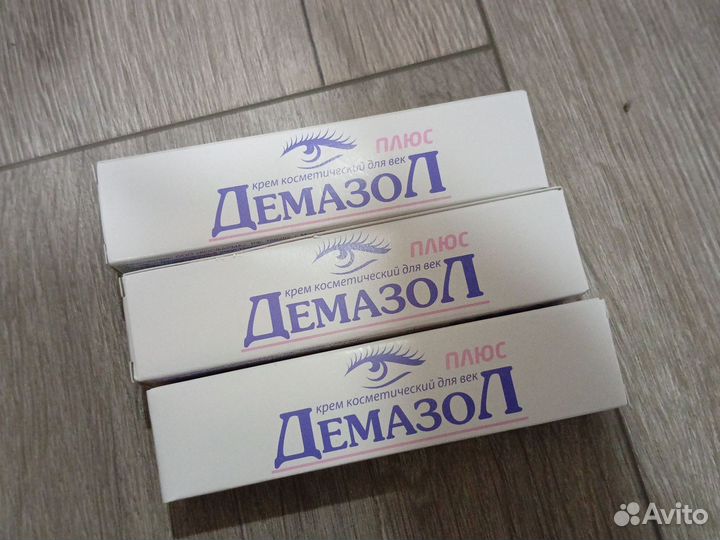 ПЛЮС
крем косметический для век
ДЕМАЗОЛ
ПЛЮС
крем косметический для век
ДЕМАЗОЛ
ПЛЮС
крем косметический для век
ДЕМАЗОЛ
Avito